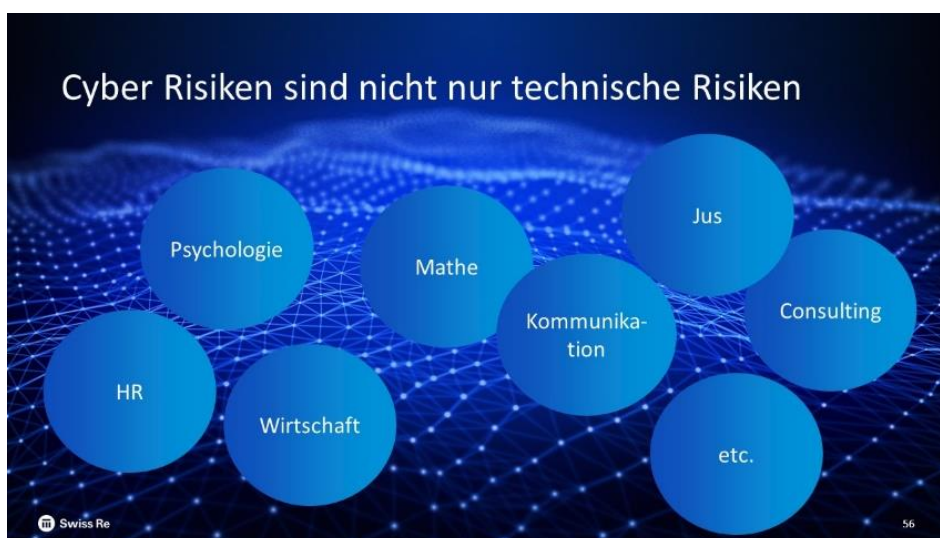 Cyber Risiken sind nicht nur technische Risiken
Psychologie
Mathe
Jus
Kommunika-
tion
Consulting
HR
Wirtschaft
etc.
Swiss Re
56